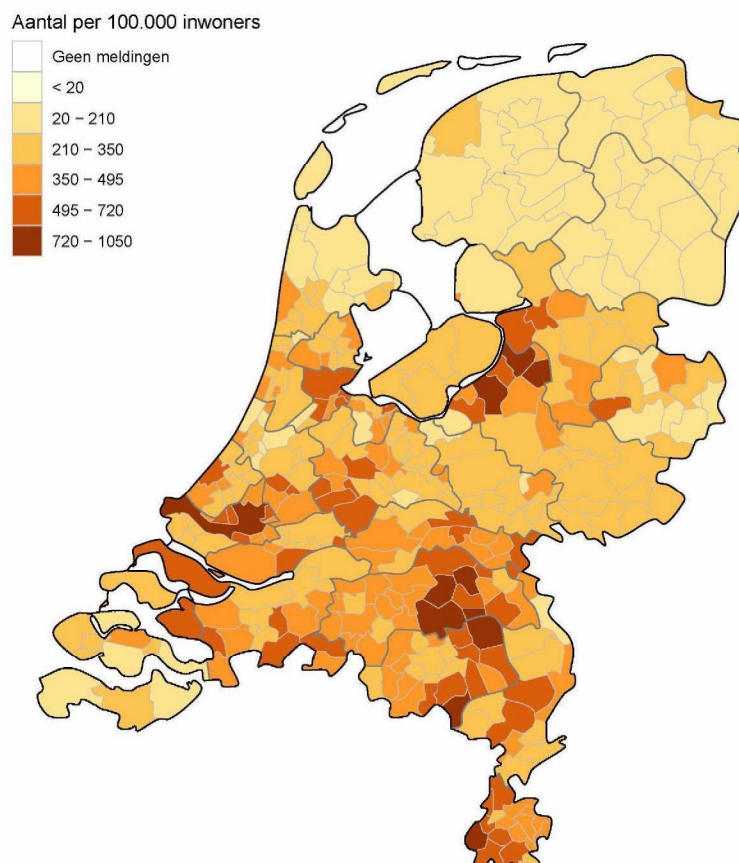 Aantal per 100.000 inwoners
Geen meldingen
< 20
20 – 210
210 – 350
350 – 495
495 – 720
720 – 1050